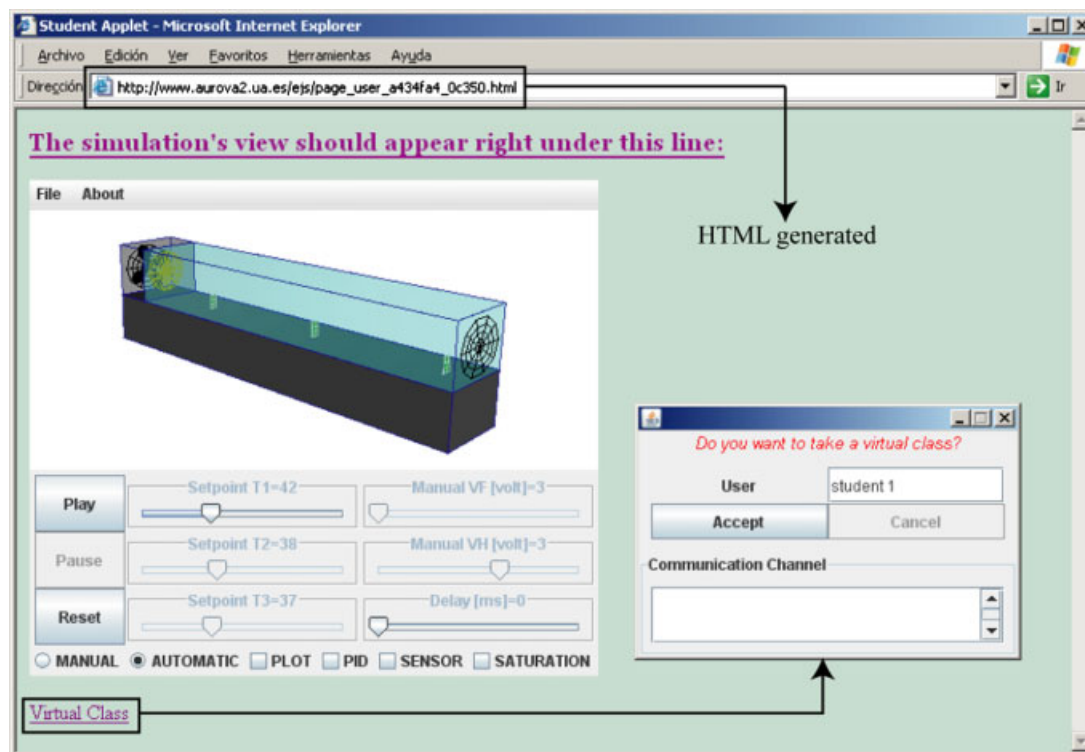 Student Applet - Microsoft Internet Explorer
Archivo Edición Ver Favoritos Herramientas Ayuda
Dirección http://www.aurova2.ua.es/ejs/page_user_a434fa4_0c350.html Ir
The simulation's view should appear right under this line:
File About
HTML generated
Do you want to take a virtual class?
User student 1
Accept Cancel
Communication Channel
Play Setpoint T1=42 Manual VF [volt]=3
Pause Setpoint T2=38 Manual VH [volt]=3
Reset Setpoint T3=37 Delay [ms]=0
MANUAL AUTOMATIC PLOT PID SENSOR SATURATION
Virtual Class